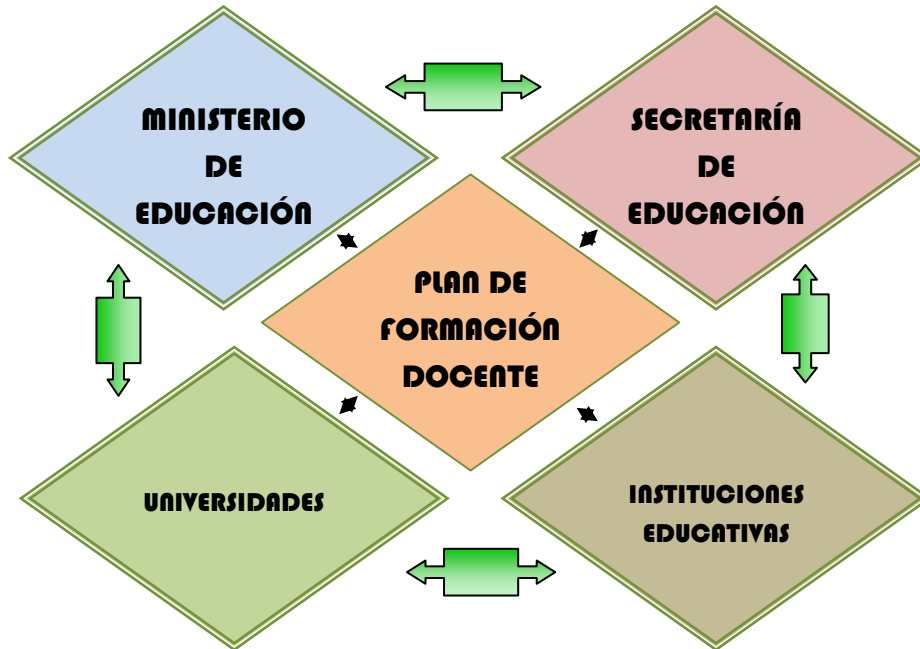 MINISTERIO
DE
EDUCACIÓN
SECRETARÍA
DE
EDUCACIÓN
PLAN DE
FORMACIÓN
DOCENTE
UNIVERSIDADES
INSTITUCIONES
EDUCATIVAS